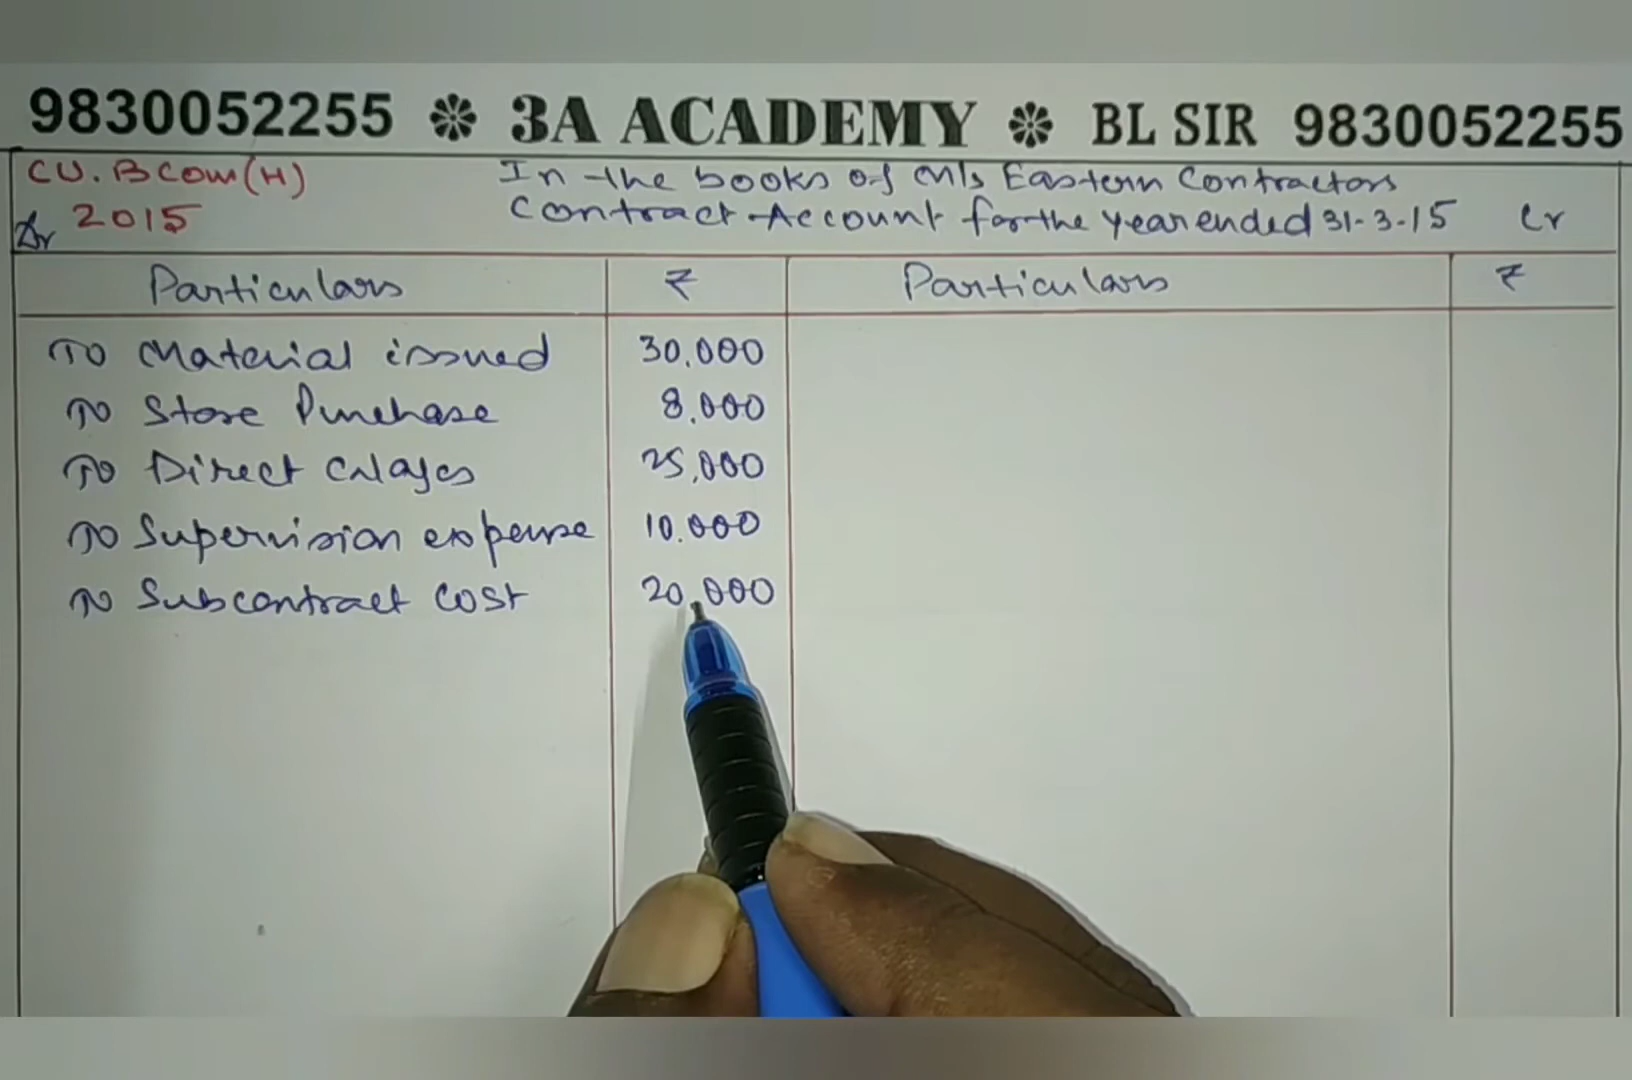 9830052255 ❋ 3A ACADEMY ❋ BL SIR 9830052255
CU. BCom(H)
2015
In the books of M/s Eastern Contractors
Contract Account for the year ended 31-3-15
Dr
Cr
Particulars ₹ Particulars ₹
To Material issued 30,000
To Store Purchase 8,000
To Direct Wages 25,000
To Supervision expense 10,000
To Subcontract Cost 20,000